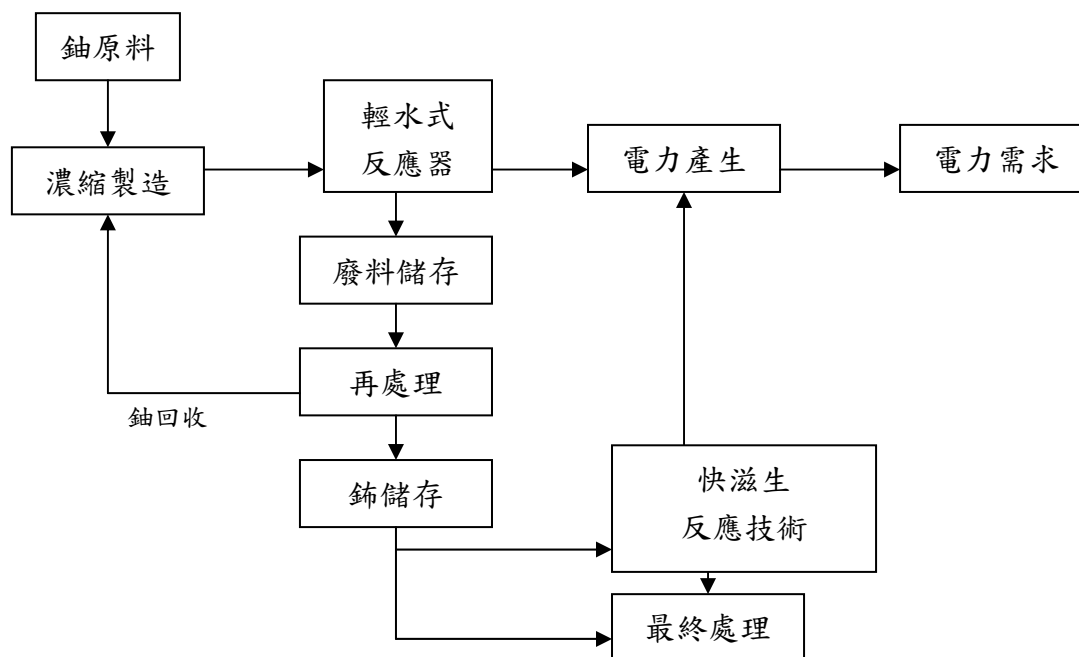 鈾原料
濃縮製造
輕水式
反應器
電力產生
電力需求
廢料儲存
再處理
鈾回收
鈽儲存
快滋生
反應技術
最終處理